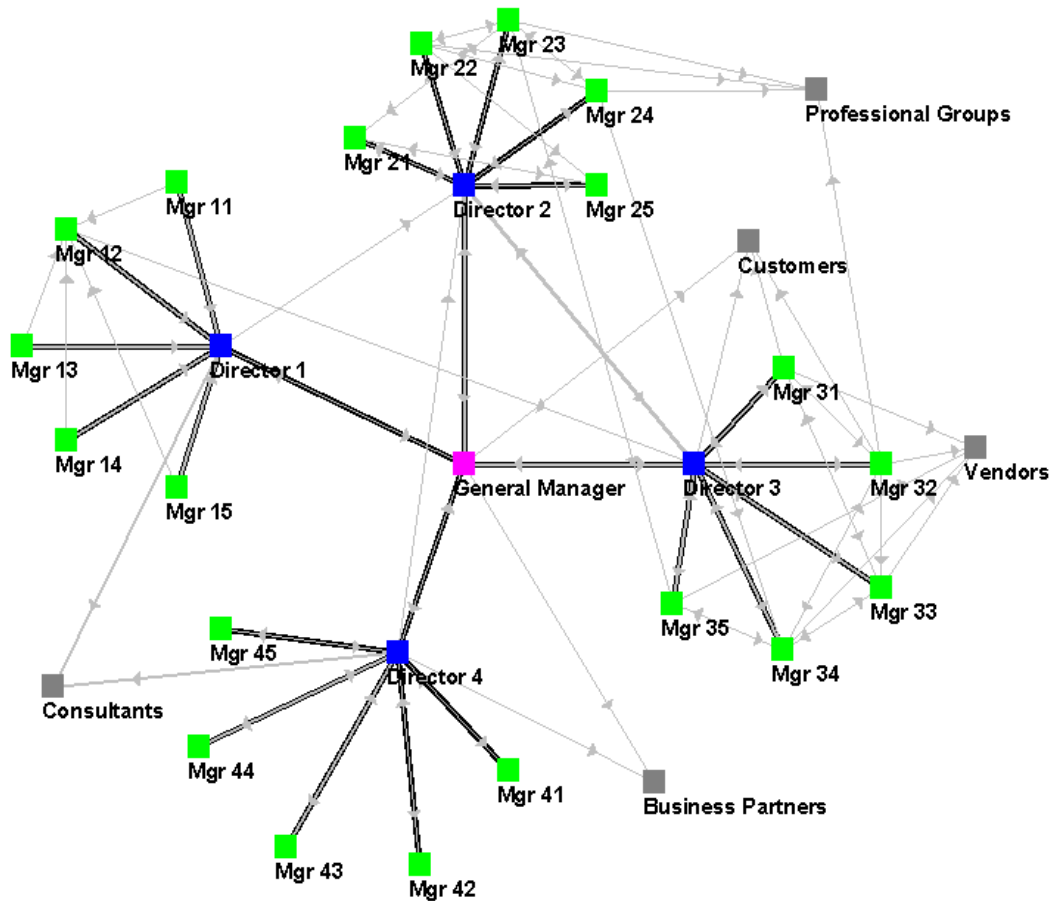 Mgr 23
Mgr 22
Mgr 24
Professional Groups
Mgr 21
Mgr 25
Mgr 11
Director 2
Mgr 12
Customers
Mgr 13
Director 1
Mgr 31
Mgr 14
Vendors
General Manager
Director 3
Mgr 32
Mgr 15
Mgr 33
Mgr 35
Mgr 45
Mgr 34
Director 4
Consultants
Mgr 44
Mgr 41
Business Partners
Mgr 43
Mgr 42